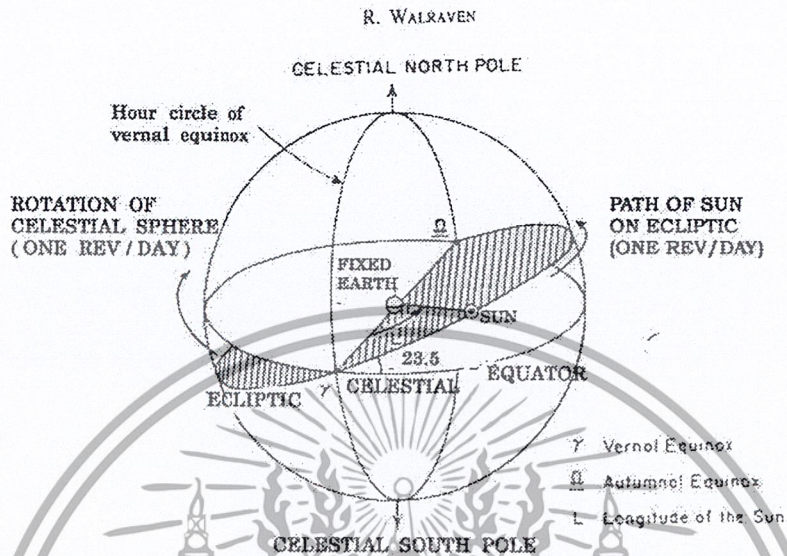 R. WALRAVEN
CELESTIAL NORTH POLE
Hour circle of
vernal equinox
ROTATION OF
CELESTIAL SPHERE
(ONE REV/DAY)
PATH OF SUN
ON ECLIPTIC
(ONE REV/DAY)
Ω
FIXED
EARTH
SUN
L
23.5
ECLIPTIC
γ
CELESTIAL
EQUATOR
γ Vernal Equinox
Ω Autumnal Equinox
L Longitude of the Sun
CELESTIAL SOUTH POLE